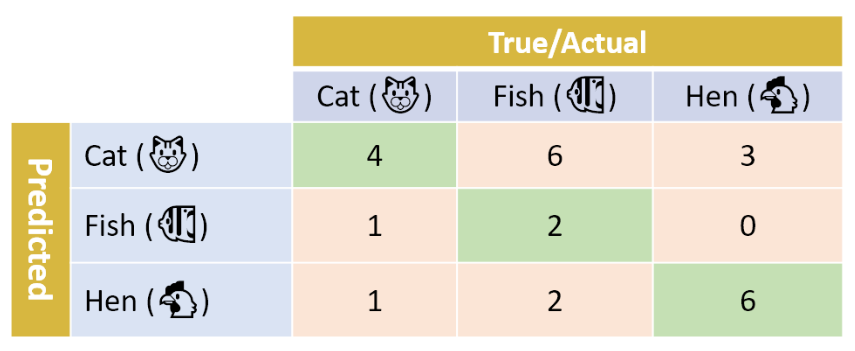 True/Actual
Cat () Fish () Hen ()
Predicted
Cat () 4 6 3
Fish () 1 2 0
Hen () 1 2 6